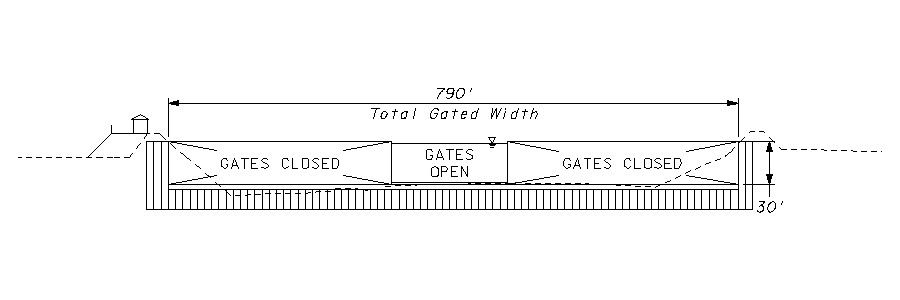 790'
Total Gated Width
GATES CLOSED
GATES
OPEN
GATES CLOSED
30'